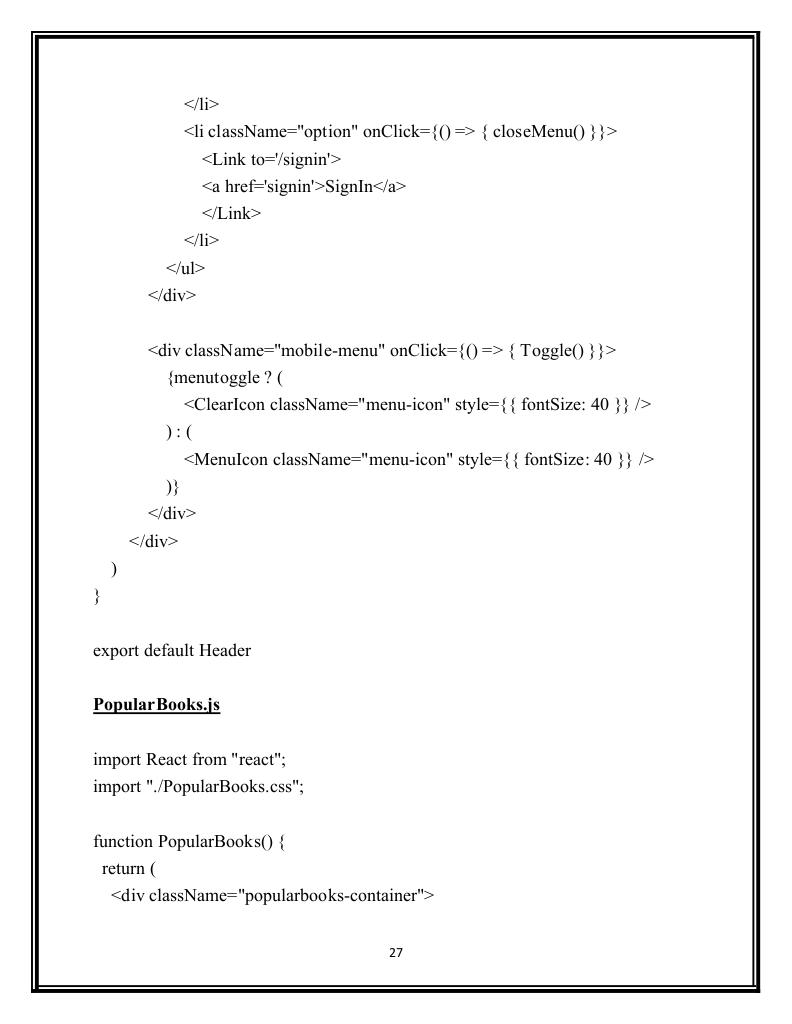 </li>
<li className="option" onClick={() => { closeMenu() }}>
<Link to='/signin'>
<a href='signin'>SignIn</a>
</Link>
</li>
</ul>
</div>
<div className="mobile-menu" onClick={() => { Toggle() }}>
{menutoggle ? (
<ClearIcon className="menu-icon" style={{ fontSize: 40 }} />
) : (
<MenuIcon className="menu-icon" style={{ fontSize: 40 }} />
)}
</div>
</div>
)
}
export default Header
PopularBooks.js
import React from "react";
import "./PopularBooks.css";
function PopularBooks() {
return (
<div className="popularbooks-container">
27